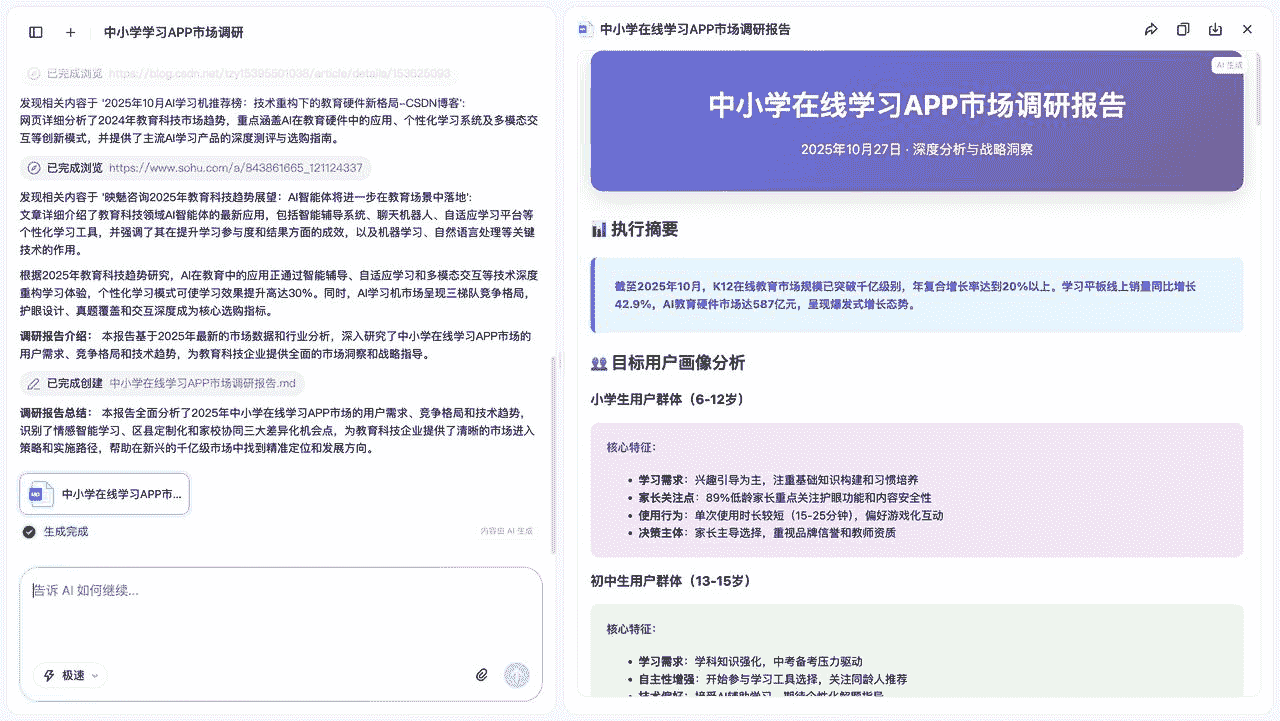 中小学学习APP市场调研
已完成浏览 https://blog.csdn.net/tzy15395501036/article/details/153625093
发现相关内容于 '2025年10月AI学习机推荐榜：技术重构下的教育硬件新格局-CSDN博客':
网页详细分析了2024年教育科技市场趋势，重点涵盖AI在教育硬件中的应用、个性化学习系统及多模态交
互等创新模式，并提供了主流AI学习产品的深度测评与选购指南。
已完成浏览 https://www.sohu.com/a/843861665_121124337
发现相关内容于 '映魅咨询2025年教育科技趋势展望：AI智能体将进一步在教育场景中落地':
文章详细介绍了教育科技领域AI智能体的最新应用，包括智能辅导系统、聊天机器人、自适应学习平台等
个性化学习工具，并强调了其在提升学习参与度和结果方面的成效，以及机器学习、自然语言处理等关键
技术的作用。
根据2025年教育科技趋势研究，AI在教育中的应用正通过智能辅导、自适应学习和多模态交互等技术深度
重构学习体验，个性化学习模式可使学习效果提升高达30%。同时，AI学习机市场呈现三梯队竞争格局，
护眼设计、真题覆盖和交互深度成为核心选购指标。
调研报告介绍： 本报告基于2025年最新的市场数据和行业分析，深入研究了中小学在线学习APP市场的
用户需求、竞争格局和技术趋势，为教育科技企业提供全面的市场洞察和战略指导。
已完成创建 中小学在线学习APP市场调研报告.md
调研报告总结： 本报告全面分析了2025年中小学在线学习APP市场的用户需求、竞争格局和技术趋势，
识别了情感智能学习、区县定制化和家校协同三大差异化机会点，为教育科技企业提供了清晰的市场进入
策略和实施路径，帮助在新兴的千亿级市场中找到精准定位和发展方向。
中小学在线学习APP市...
生成完成
内容由 AI 生成
告诉 AI 如何继续...
极速
中小学在线学习APP市场调研报告
AI 生成
中小学在线学习APP市场调研报告
2025年10月27日 · 深度分析与战略洞察
执行摘要
截至2025年10月，K12在线教育市场规模已突破千亿级别，年复合增长率达到20%以上。学习平板线上销量同比增长
42.9%，AI教育硬件市场达587亿元，呈现爆发式增长态势。
目标用户画像分析
小学生用户群体（6-12岁）
核心特征：
• 学习需求：兴趣引导为主，注重基础知识构建和习惯培养
• 家长关注点：89%低龄家长重点关注护眼功能和内容安全性
• 使用行为：单次使用时长较短（15-25分钟），偏好游戏化互动
• 决策主体：家长主导选择，重视品牌信誉和教师资质
初中生用户群体（13-15岁）
核心特征：
• 学习需求：学科知识强化，中考备考压力驱动
• 自主性增强：开始参与学习工具选择，关注同龄人推荐
• 技术偏好：接受AI辅助学习，期待个性化解题指导